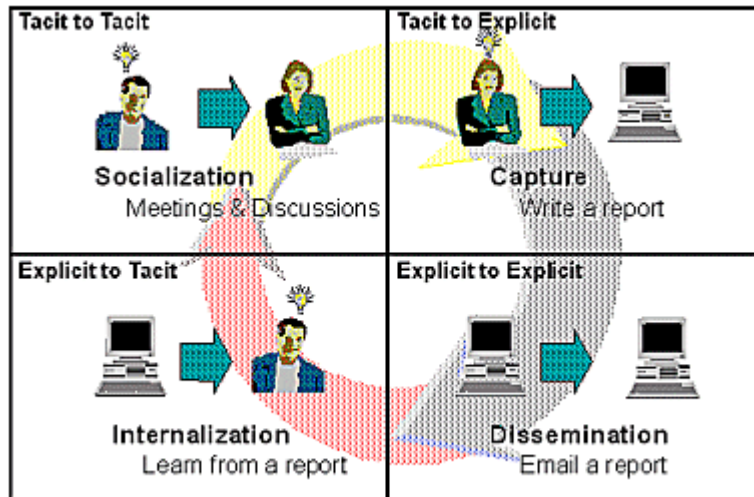 Tacit to Tacit
Tacit to Explicit
Socialization
Meetings & Discussions
Capture
Write a report
Explicit to Tacit
Explicit to Explicit
Internalization
Learn from a report
Dissemination
Email a report